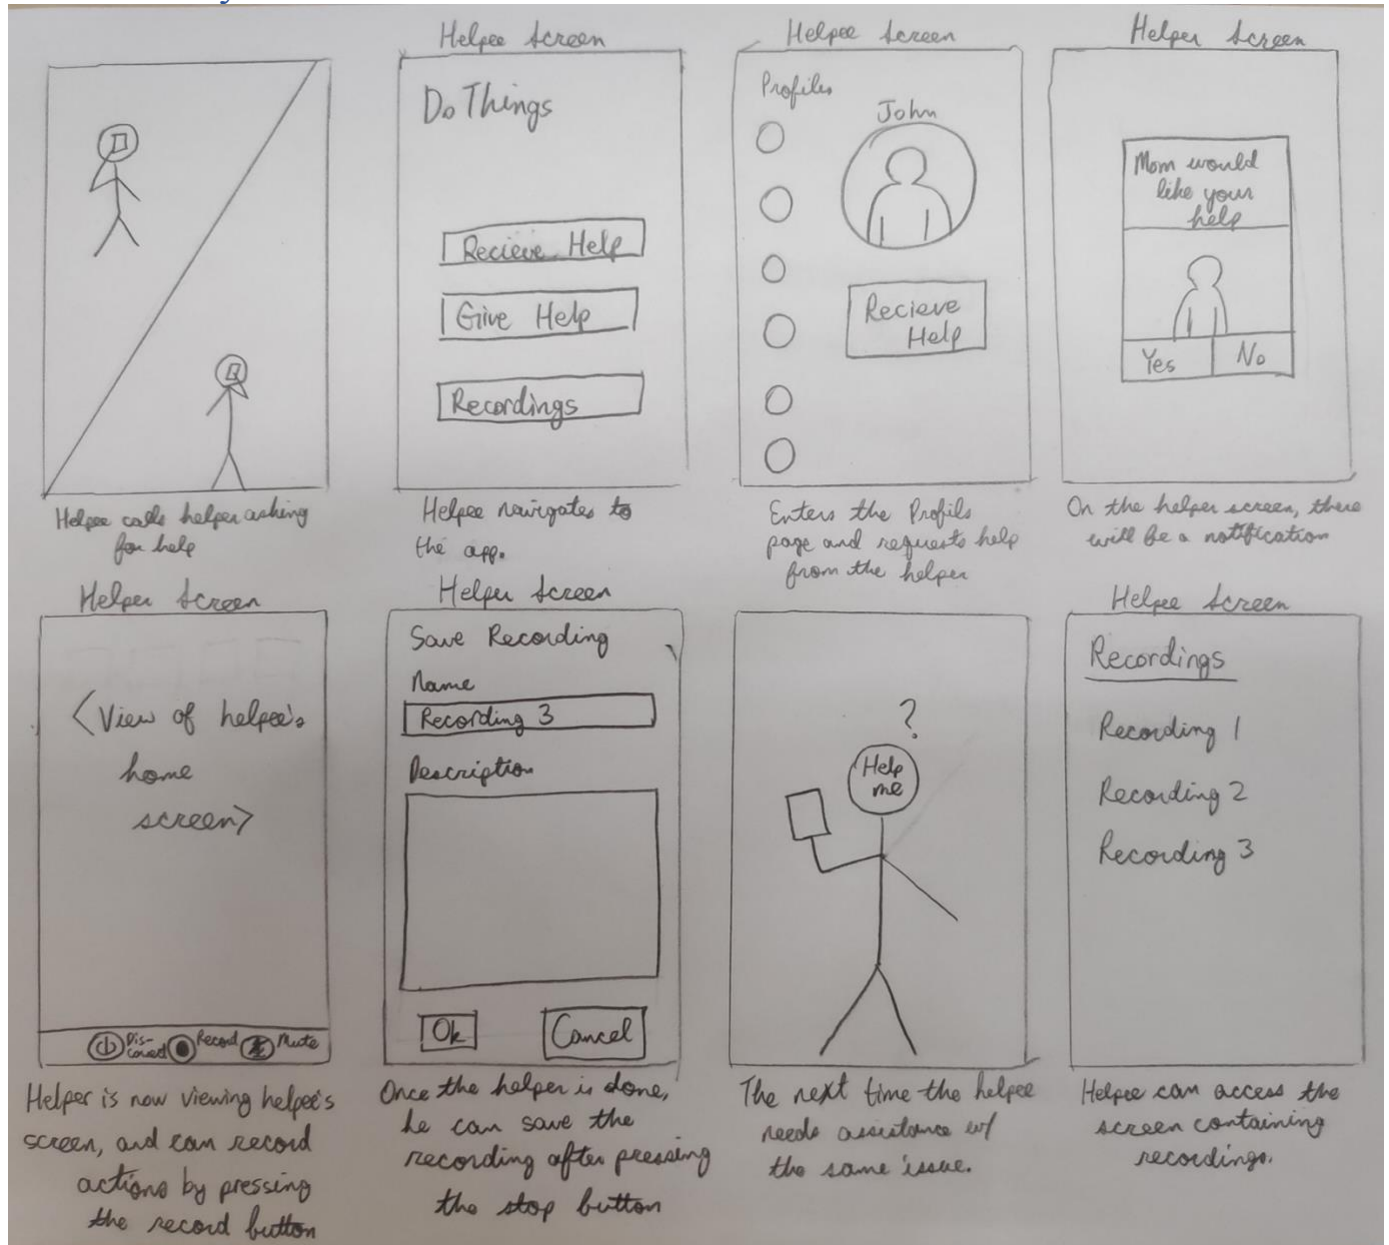 Helpee calls helper asking
for help
Helpee Screen
Do Things
Recieve Help
Give Help
Recordings
Helpee navigates to
the app.
Helpee Screen
Profiles
John
Recieve
Help
Enters the Profils
page and requests help
from the helper
Helper Screen
Mom would
like your
help
Yes No
On the helper screen, there
will be a notification
Helper Screen
<View of helpee's
home
screen>
Record Mute
Helper is now viewing helpee's
screen, and can record
actions by pressing
the record button
Helper Screen
Save Recording
Name
Recording 3
Description
Ok Cancel
Once the helper is done,
he can save the
recording after pressing
the stop button
?
Help
me
The next time the helpee
needs assistance w/
the same issue.
Helpee Screen
Recordings
Recording 1
Recording 2
Recording 3
Helpee can access the
screen containing
recordings.